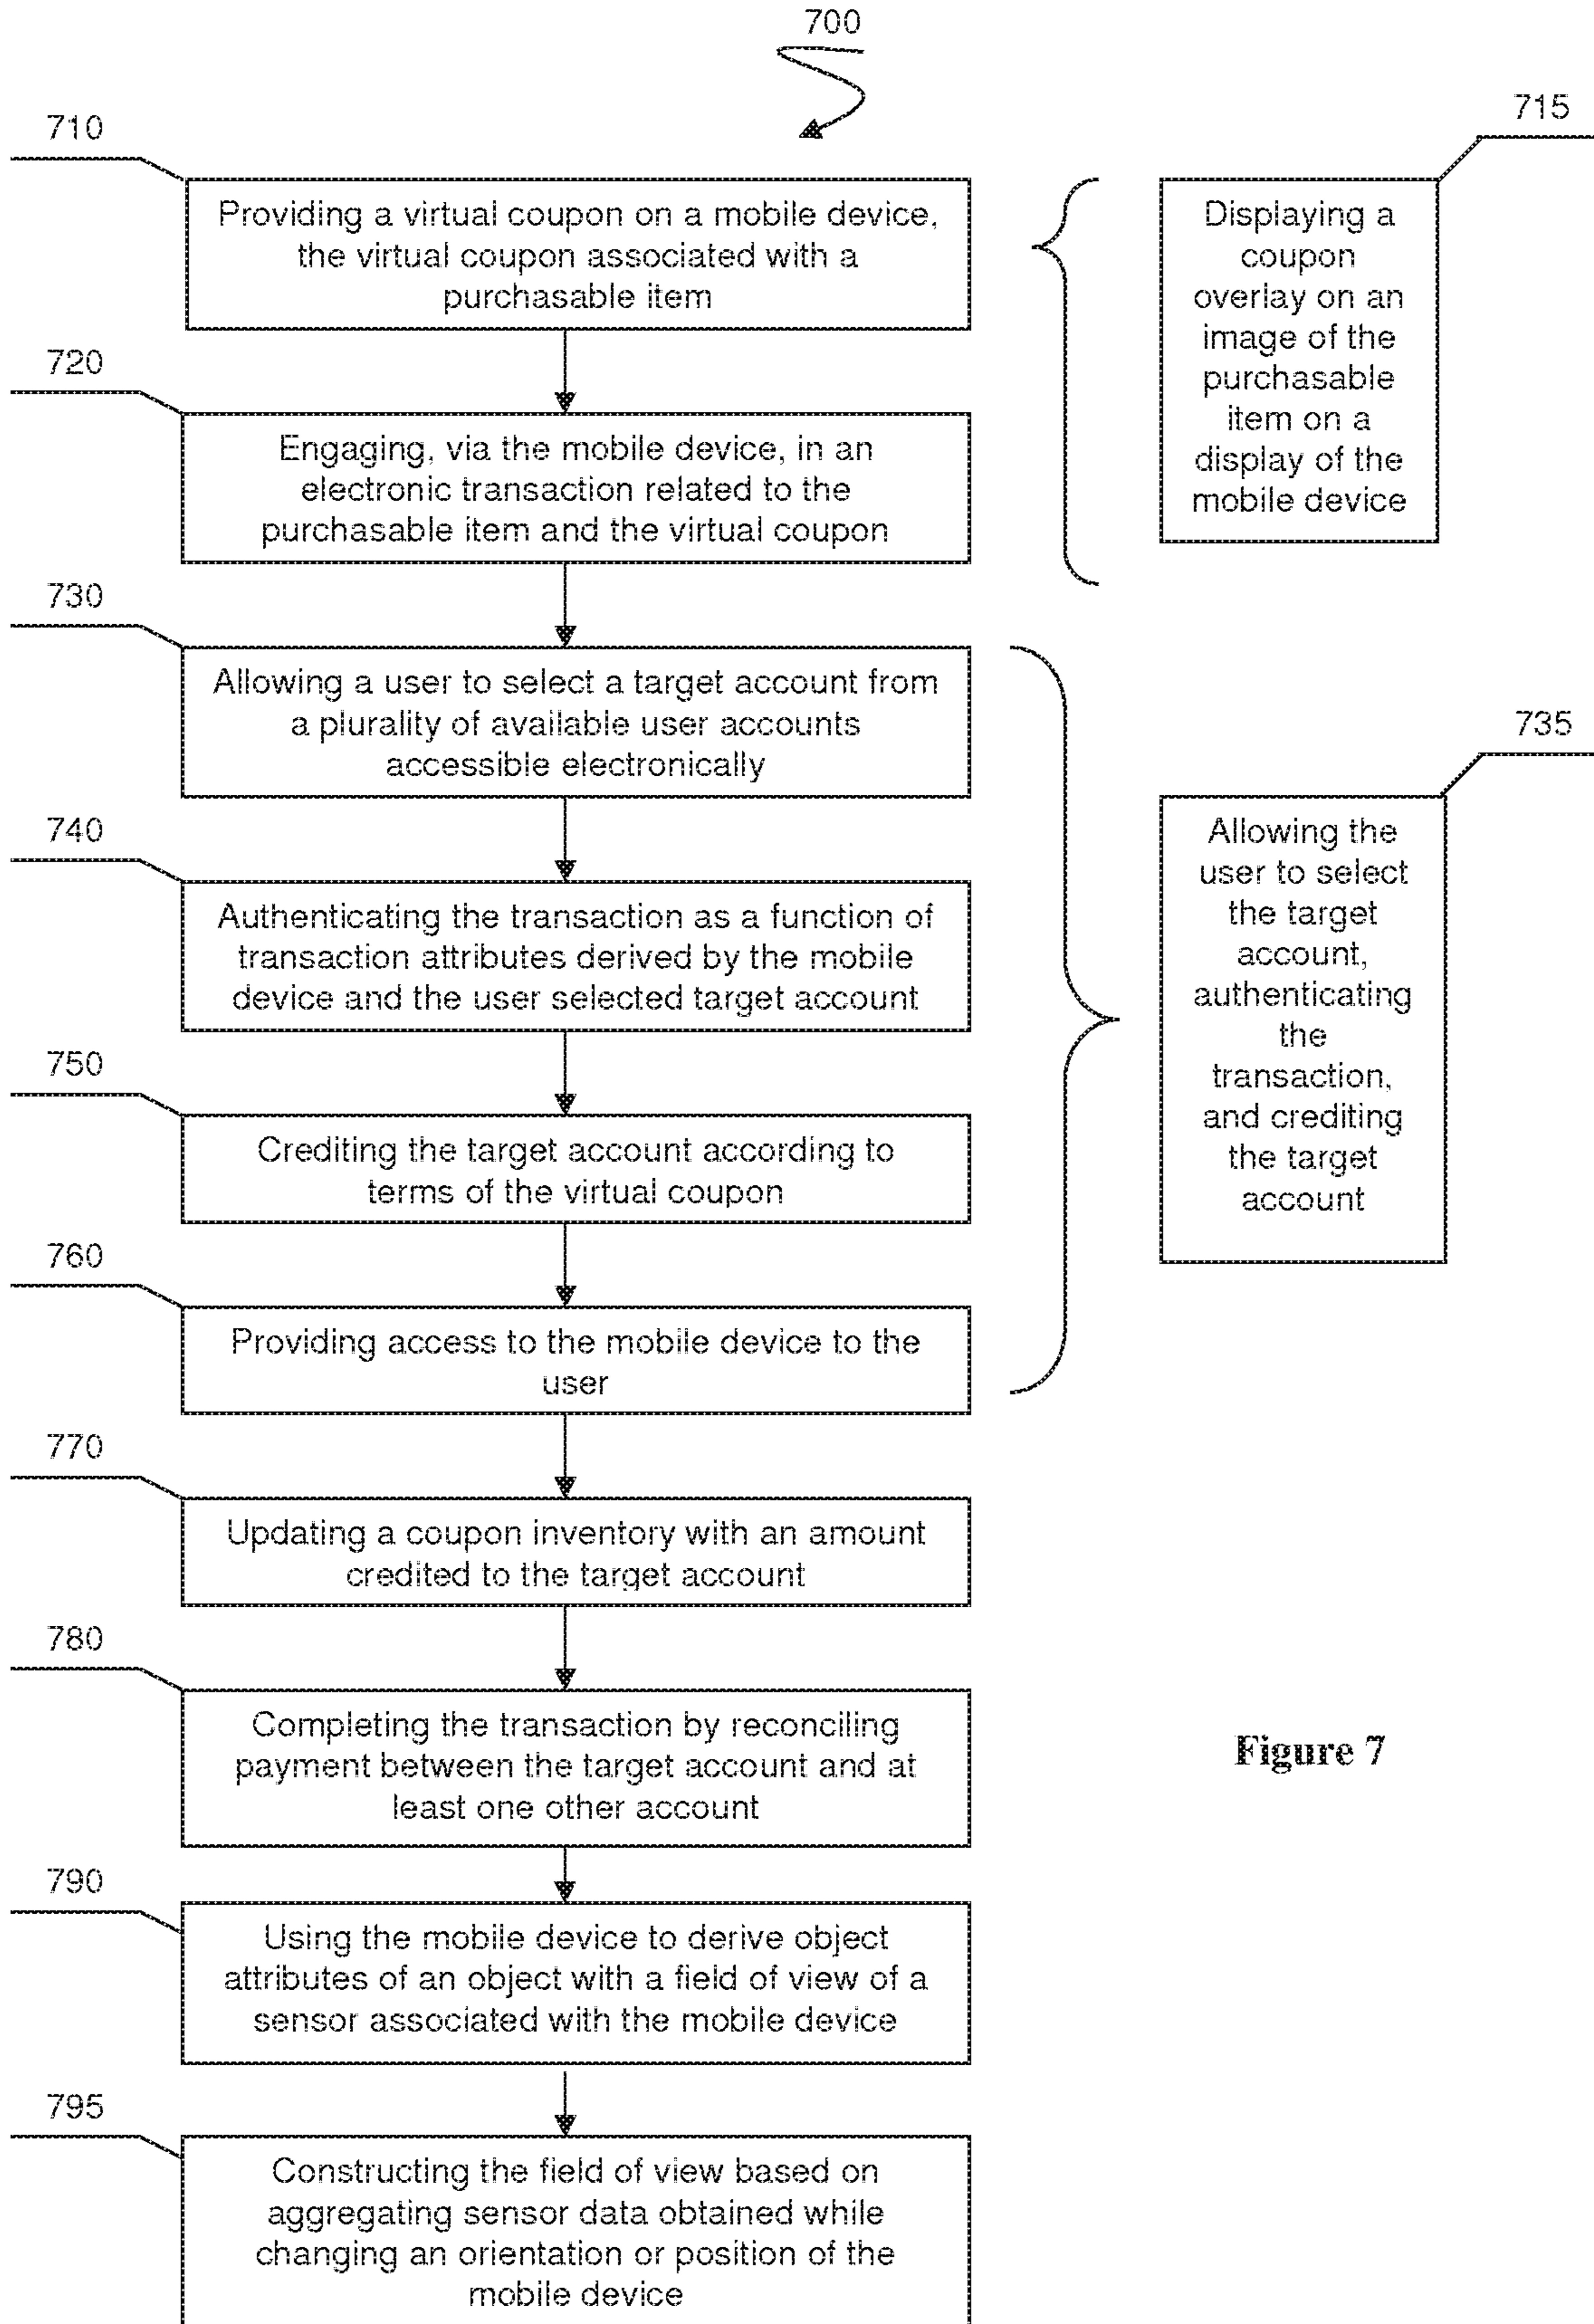 700
710
Providing a virtual coupon on a mobile device,
the virtual coupon associated with a
purchasable item
715
Displaying a
coupon
overlay on an
image of the
purchasable
item on a
display of the
mobile device
720
Engaging, via the mobile device, in an
electronic transaction related to the
purchasable item and the virtual coupon
730
Allowing a user to select a target account from
a plurality of available user accounts
accessible electronically
735
Allowing the
user to select
the target
account,
authenticating
the
transaction,
and crediting
the target
account
740
Authenticating the transaction as a function of
transaction attributes derived by the mobile
device and the user selected target account
750
Crediting the target account according to
terms of the virtual coupon
760
Providing access to the mobile device to the
user
770
Updating a coupon inventory with an amount
credited to the target account
780
Completing the transaction by reconciling
payment between the target account and at
least one other account
Figure 7
790
Using the mobile device to derive object
attributes of an object with a field of view of a
sensor associated with the mobile device
795
Constructing the field of view based on
aggregating sensor data obtained while
changing an orientation or position of the
mobile device